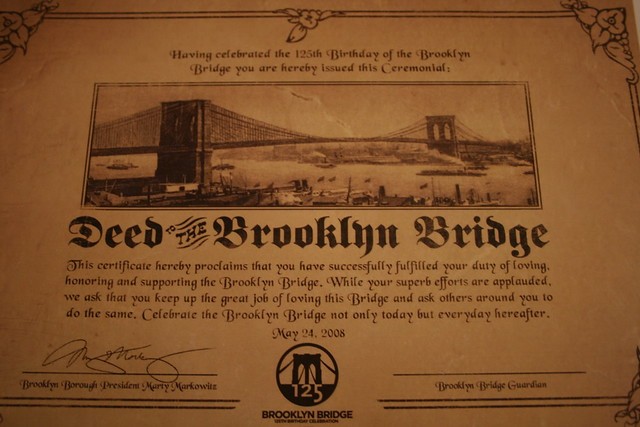 Having celebrated the 125th Birthday of the Brooklyn
Bridge you are hereby issued this Ceremonial:
Deed TO THE Brooklyn Bridge
This certificate hereby proclaims that you have successfully fulfilled your duty of loving,
honoring and supporting the Brooklyn Bridge. While your superb efforts are applauded,
we ask that you keep up the great job of loving this Bridge and ask others around you to
do the same. Celebrate the Brooklyn Bridge not only today but everyday hereafter.
May 24, 2008
Brooklyn Borough President Marty Markowitz
Brooklyn Bridge Guardian
125
BROOKLYN BRIDGE
125TH BIRTHDAY CELEBRATION